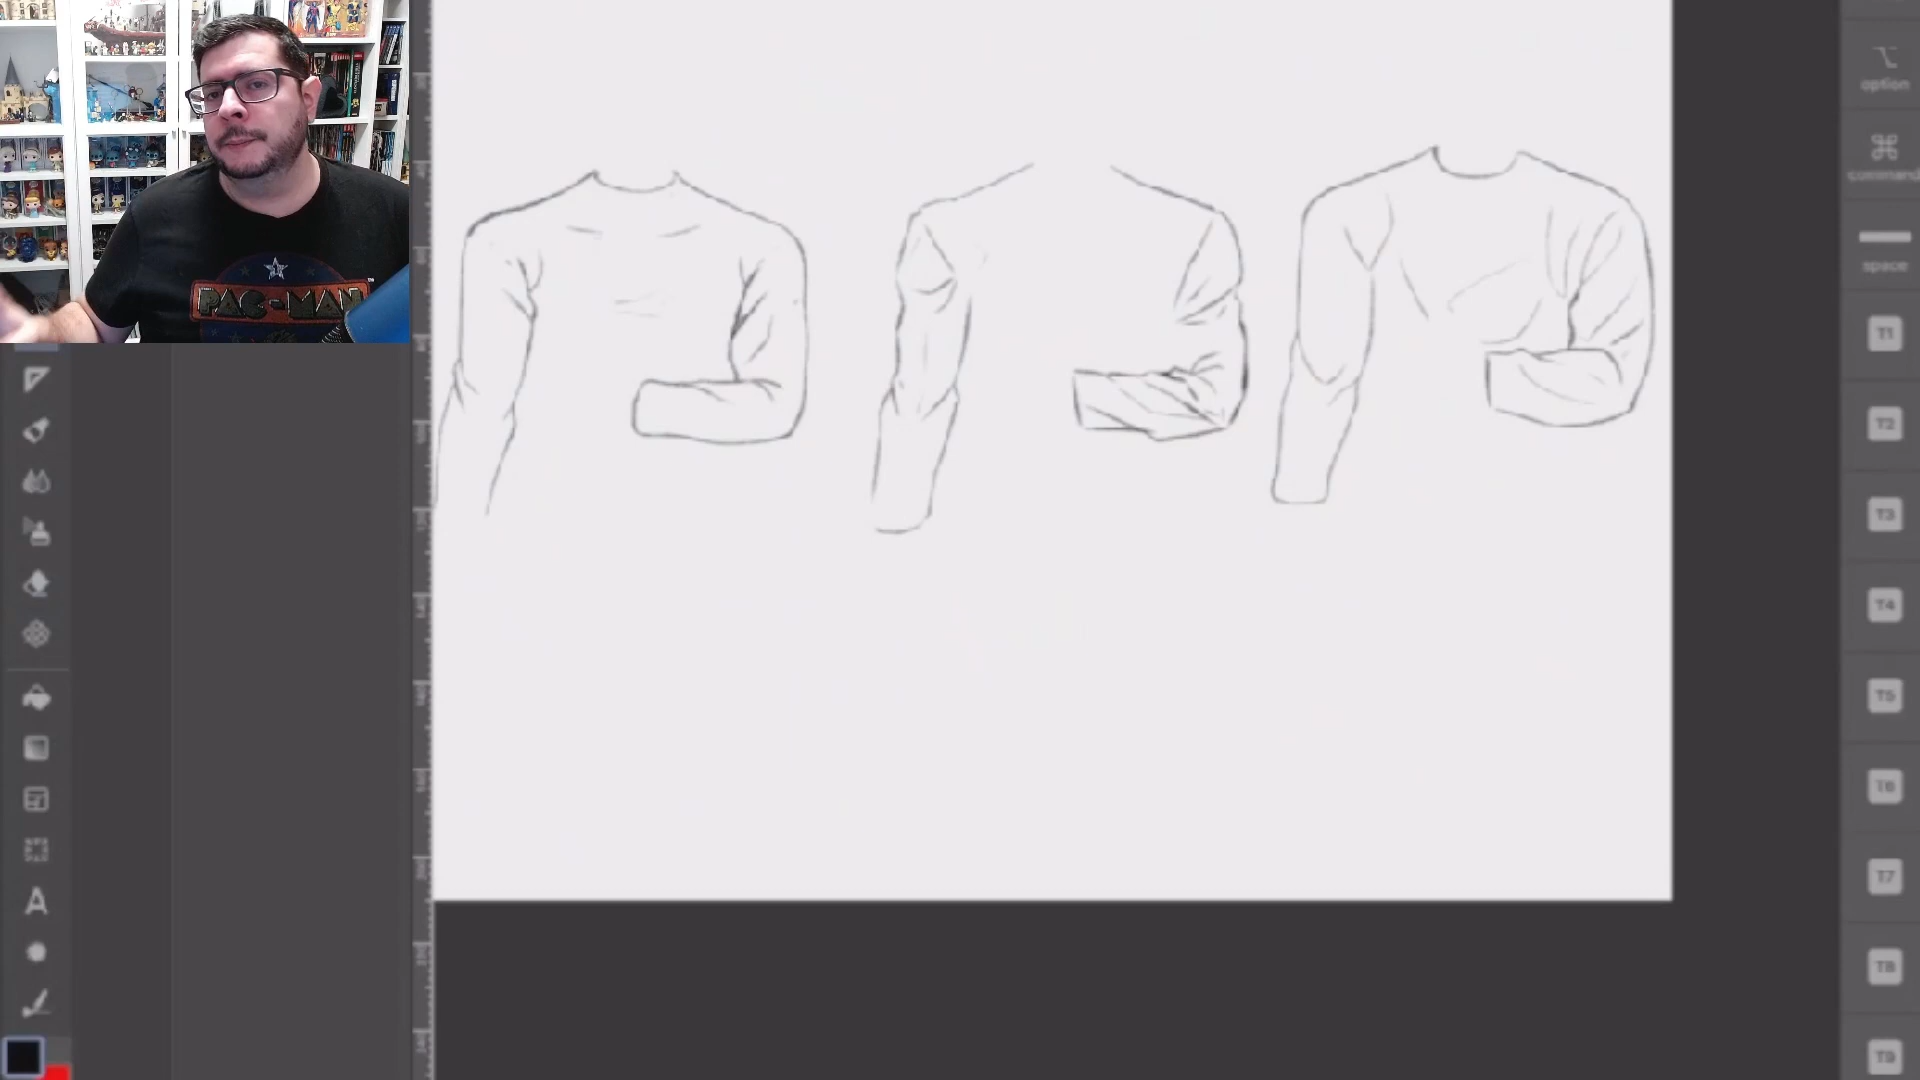 PAC-MAN
option
command
space
T1
T2
T3
T4
T5
T6
T7
T8
T9
A